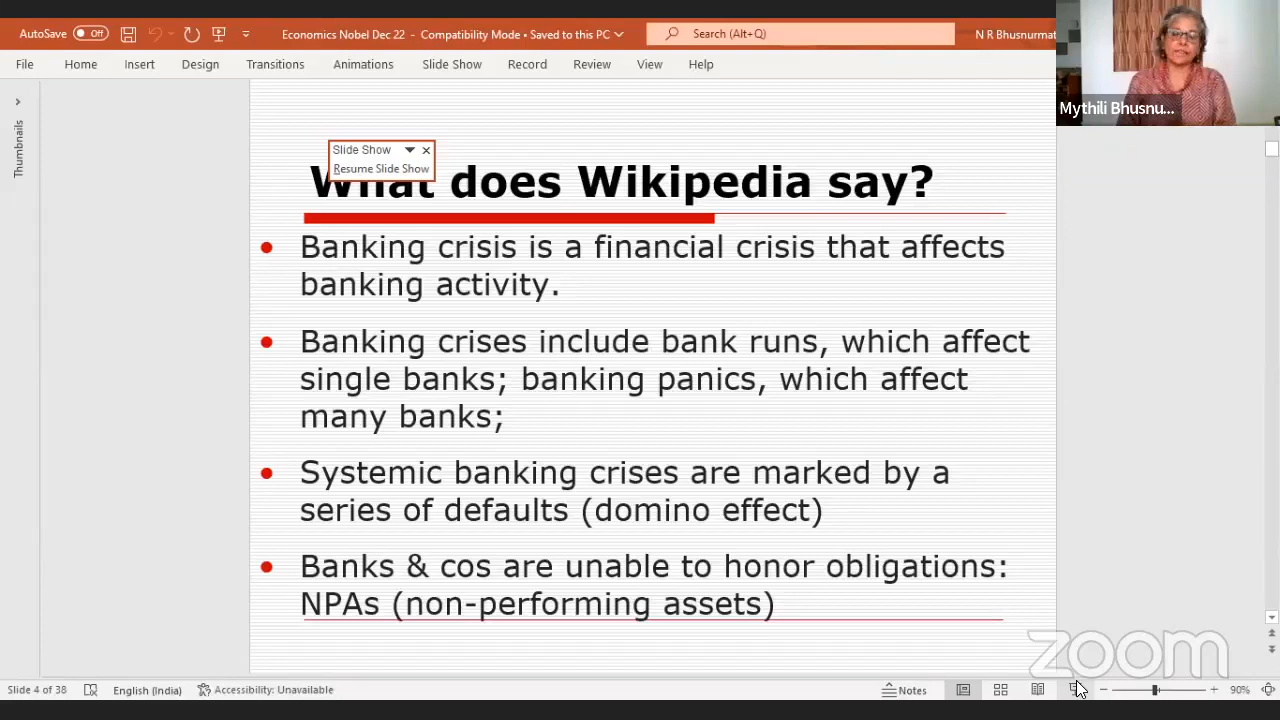 AutoSave Off
Economics Nobel Dec 22 - Compatibility Mode • Saved to this PC
Search (Alt+Q)
N R Bhusnurmat
File Home Insert Design Transitions Animations Slide Show Record Review View Help
Mythili Bhusnu...
Thumbnails
Slide Show
Resume Slide Show
What does Wikipedia say?
Banking crisis is a financial crisis that affects
banking activity.
Banking crises include bank runs, which affect
single banks; banking panics, which affect
many banks;
Systemic banking crises are marked by a
series of defaults (domino effect)
Banks & cos are unable to honor obligations:
NPAs (non-performing assets)
zoom
Slide 4 of 38 English (India) Accessibility: Unavailable Notes 90%